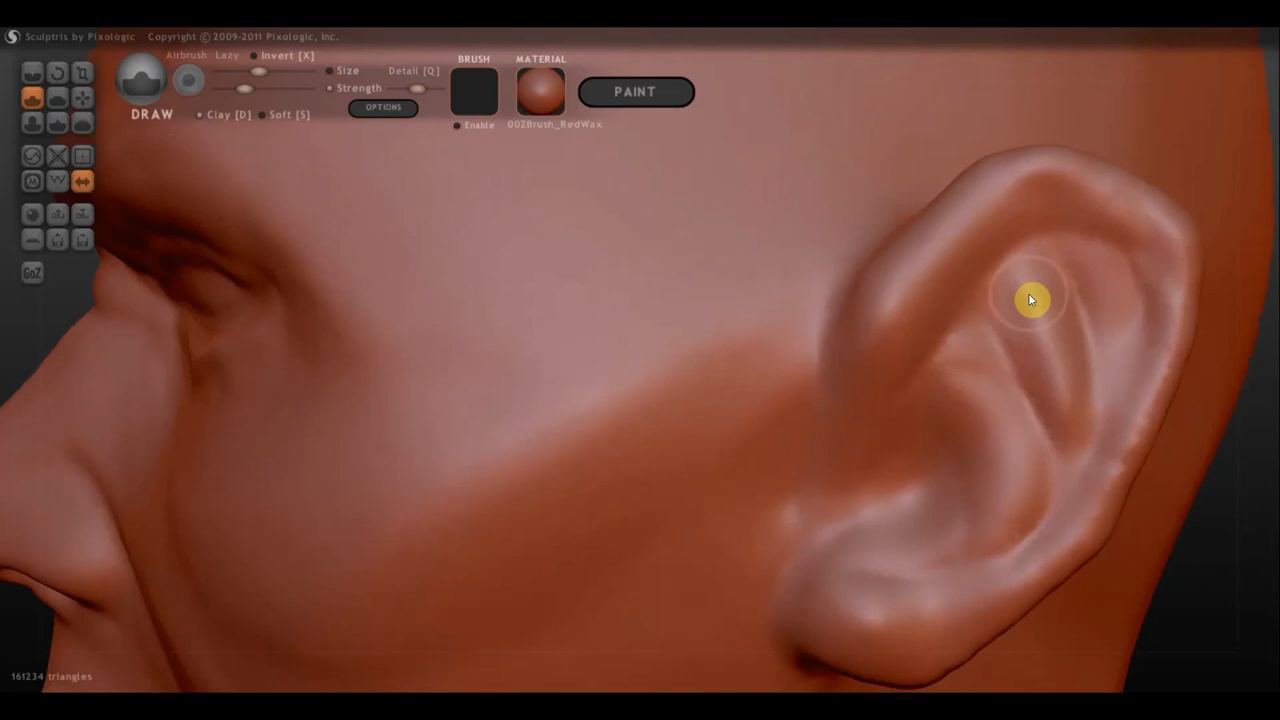 Sculptris by Pixologic Copyright © 2009-2011 Pixologic, Inc.
Airbrush Lazy Invert [X]
Size Detail [Q]
Strength
OPTIONS
DRAW Clay [D] Soft [S]
BRUSH
Enable
MATERIAL
00ZBrush_RedWax
PAINT
GoZ
161234 triangles